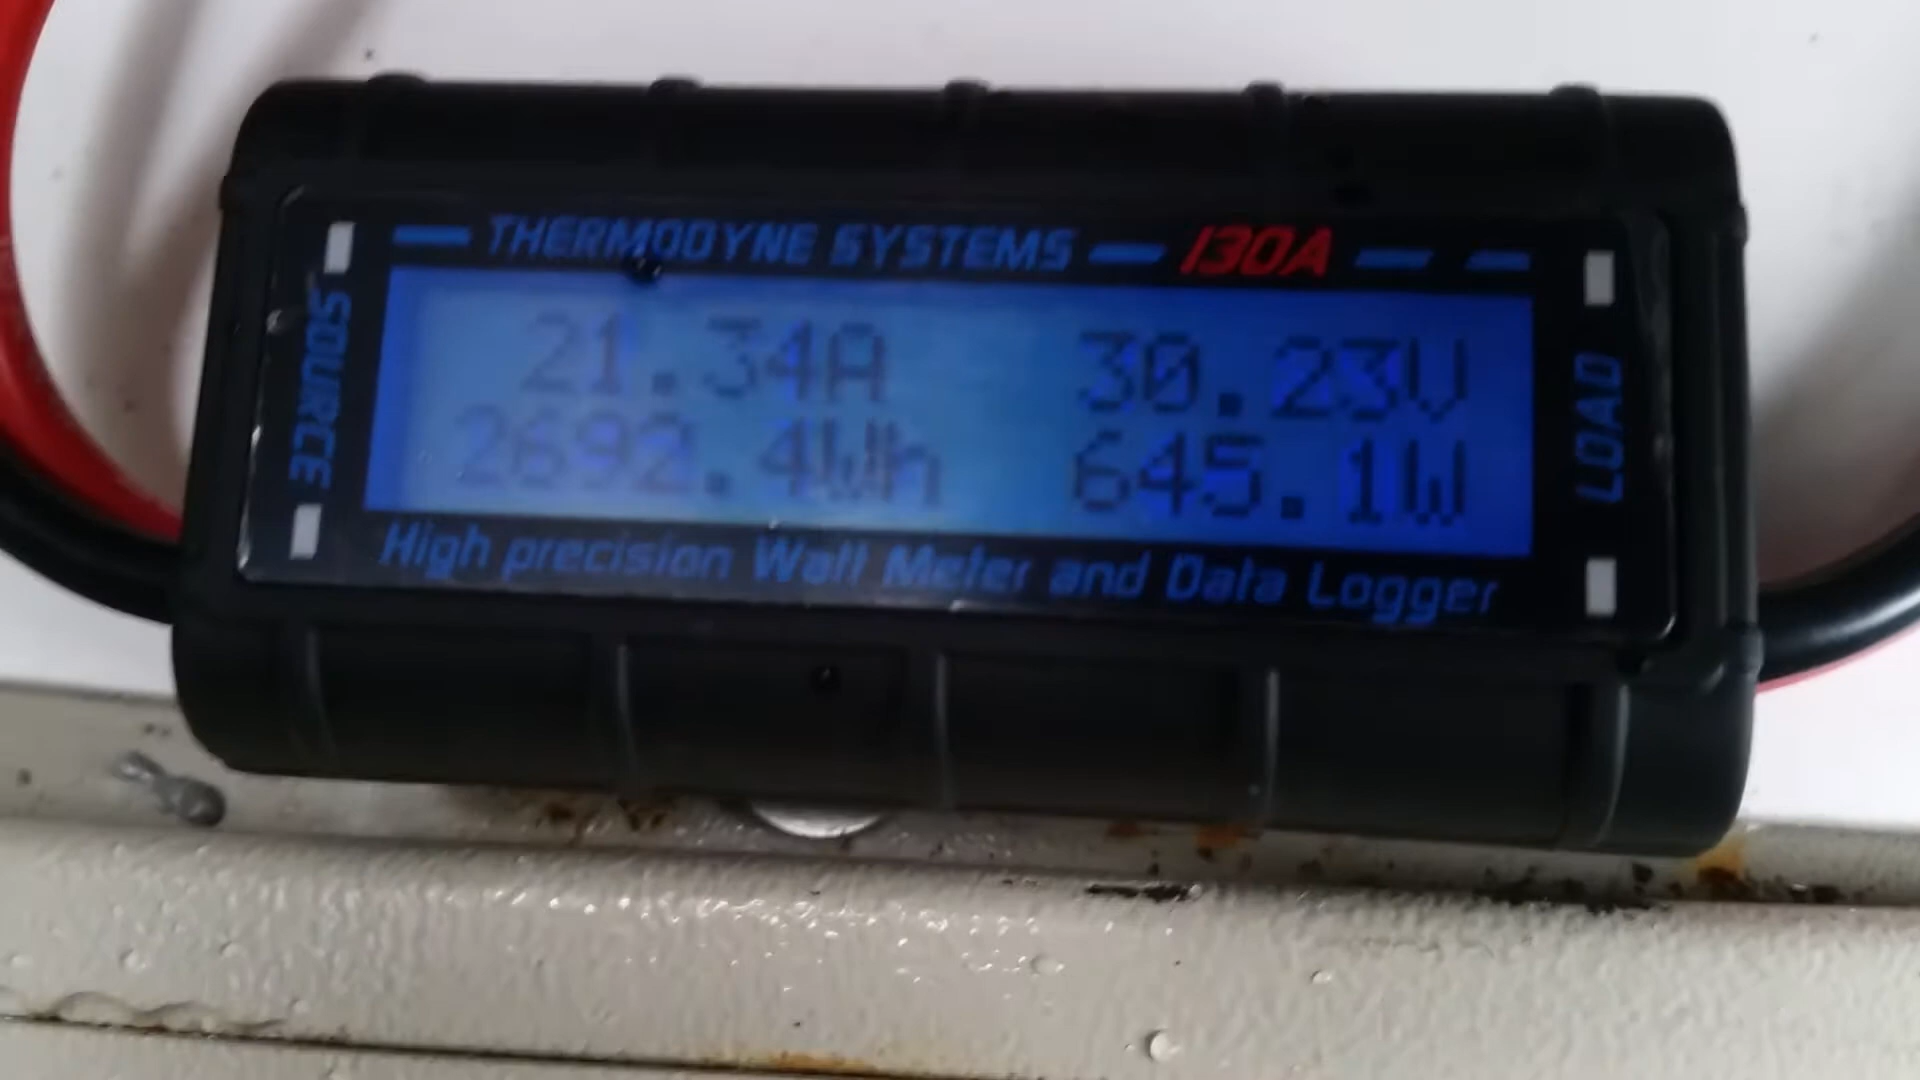 THERMODYNE SYSTEMS 130A
SOURCE
21.34A 30.23V
2692.4Wh 645.1W
LOAD
High precision Watt Meter and Data Logger